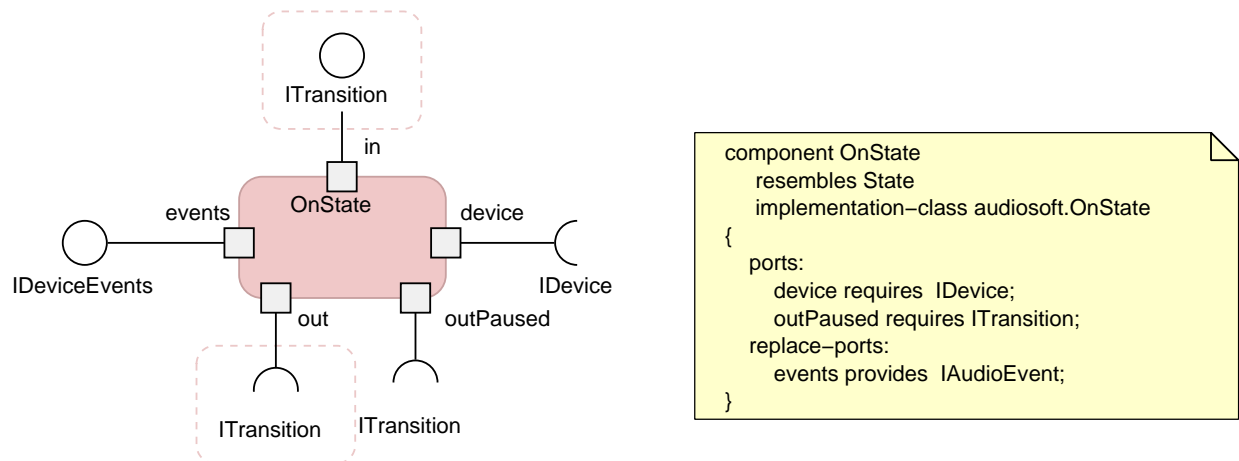 ITransition
in
OnState
events
device
IDeviceEvents
IDevice
out
outPaused
ITransition
ITransition
component OnState
resembles State
implementation−class audiosoft.OnState
{
ports:
device requires IDevice;
outPaused requires ITransition;
replace−ports:
events provides IAudioEvent;
}